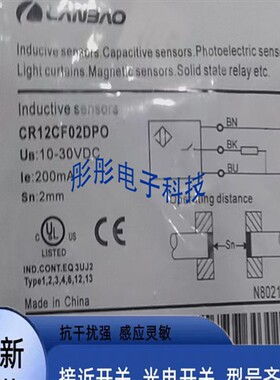 LANBAO
Inductive sensors. Capacitive sensors. Photoelectric sens
Light curtains. Magnetic sensors. Solid state relay etc.
Inductive sensors
CR12CF02DPO
UB:10-30VDC
Ie:200mA
Sn:2mm
BN
BK
BU
彤彤电子科技
distance
Sn
IND.CONT.EQ 3UJ2
Type1,2,3,4,6,12,13
Made in China
N8021
全新
抗干扰强 感应灵敏
接近开关 光电开关 型号齐